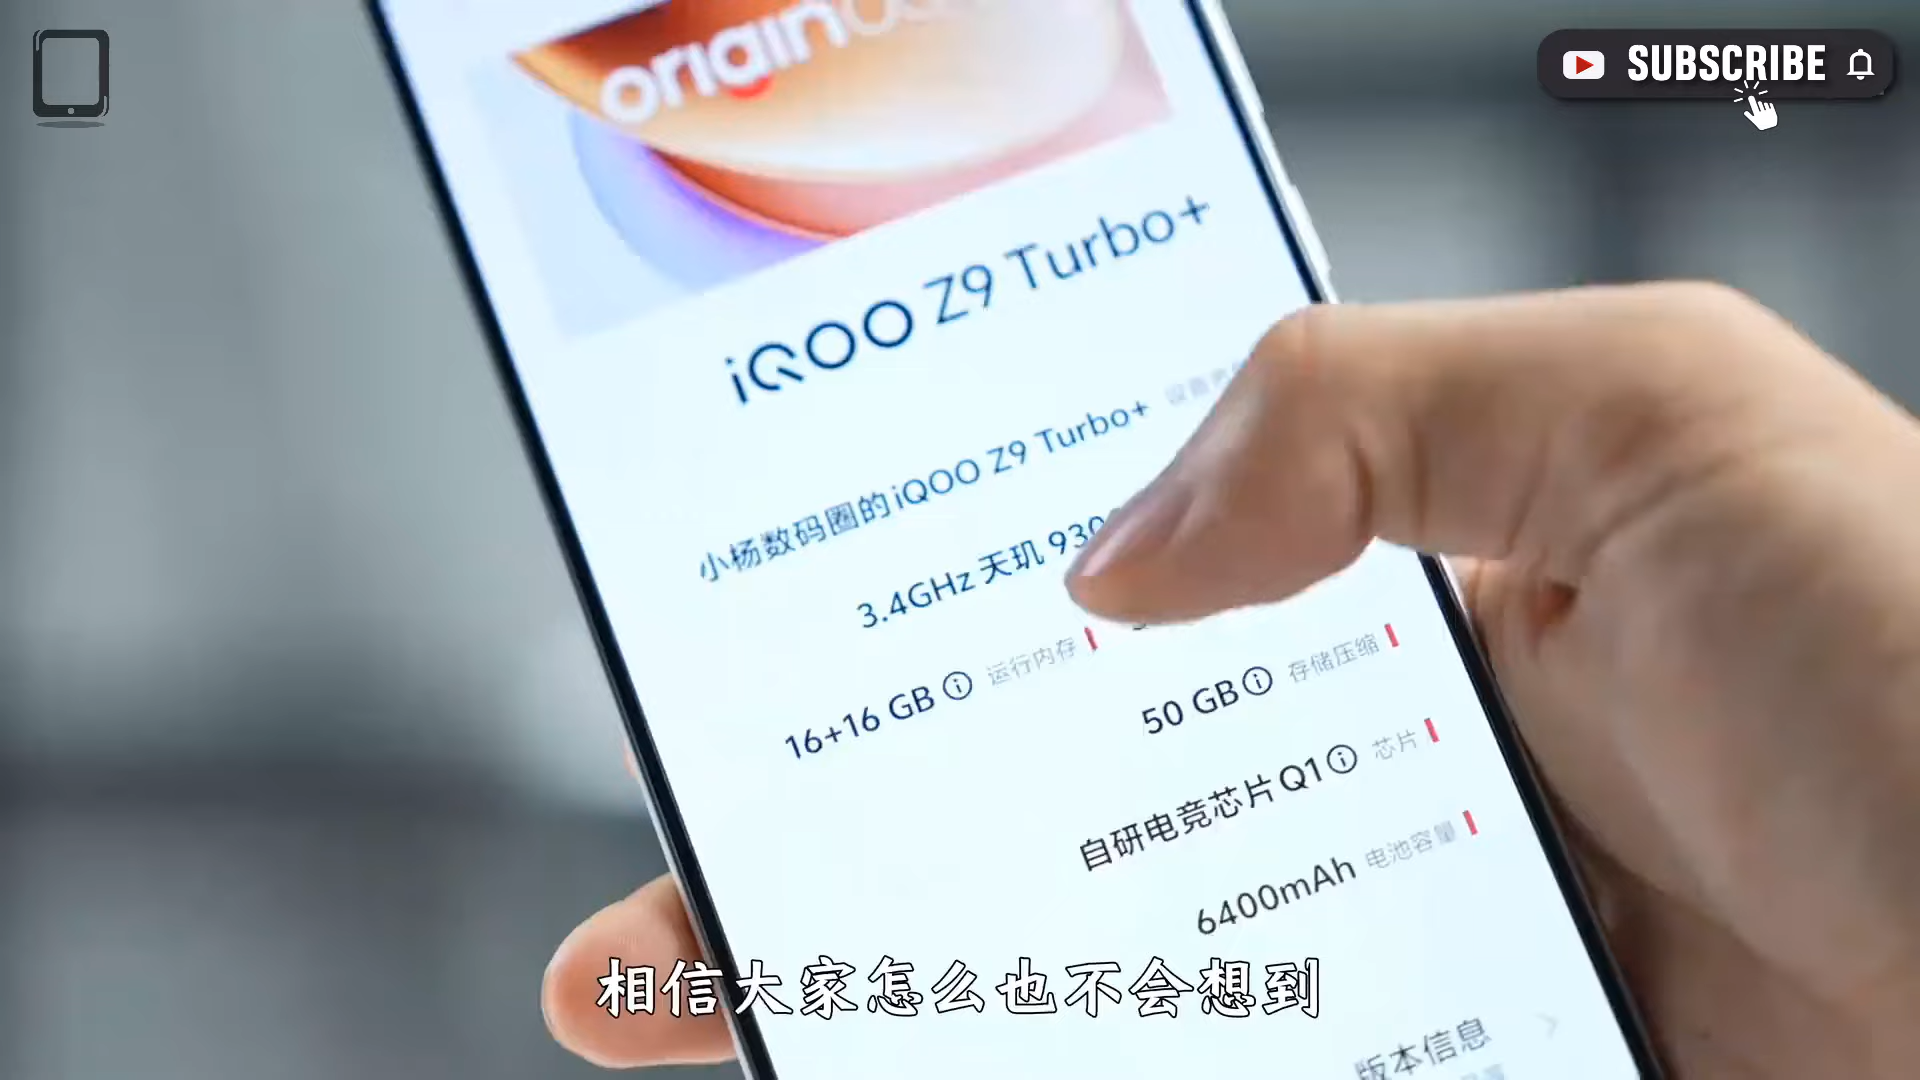 SUBSCRIBE
origin
iQOO Z9 Turbo+
小杨数码圈的iQOO Z9 Turbo+
3.4GHz 天玑 930
16+16 GB 运行内存
50 GB 存储压缩
自研电竞芯片Q1 芯片
6400mAh 电池容量
版本信息
相信大家怎么也不会想到